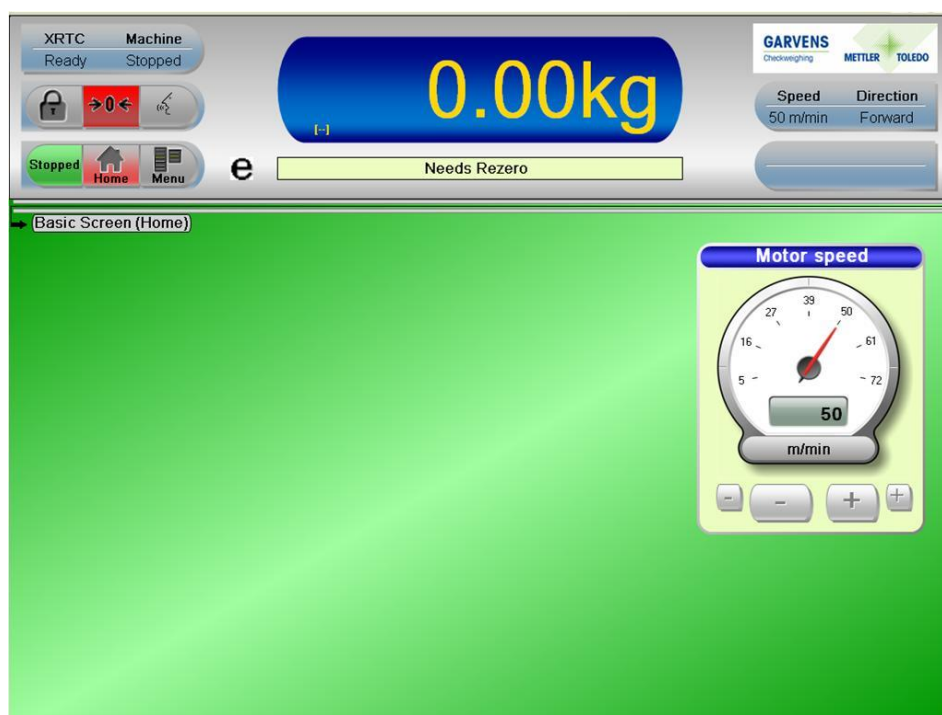 XRTC Machine
Ready Stopped
→0←
Stopped
Home
Menu
[--]
0.00kg
e
Needs Rezero
GARVENS
Checkweighing
METTLER TOLEDO
Speed Direction
50 m/min Forward
Basic Screen (Home)
Motor speed
5
16
27
39
50
61
72
50
m/min
- - + +